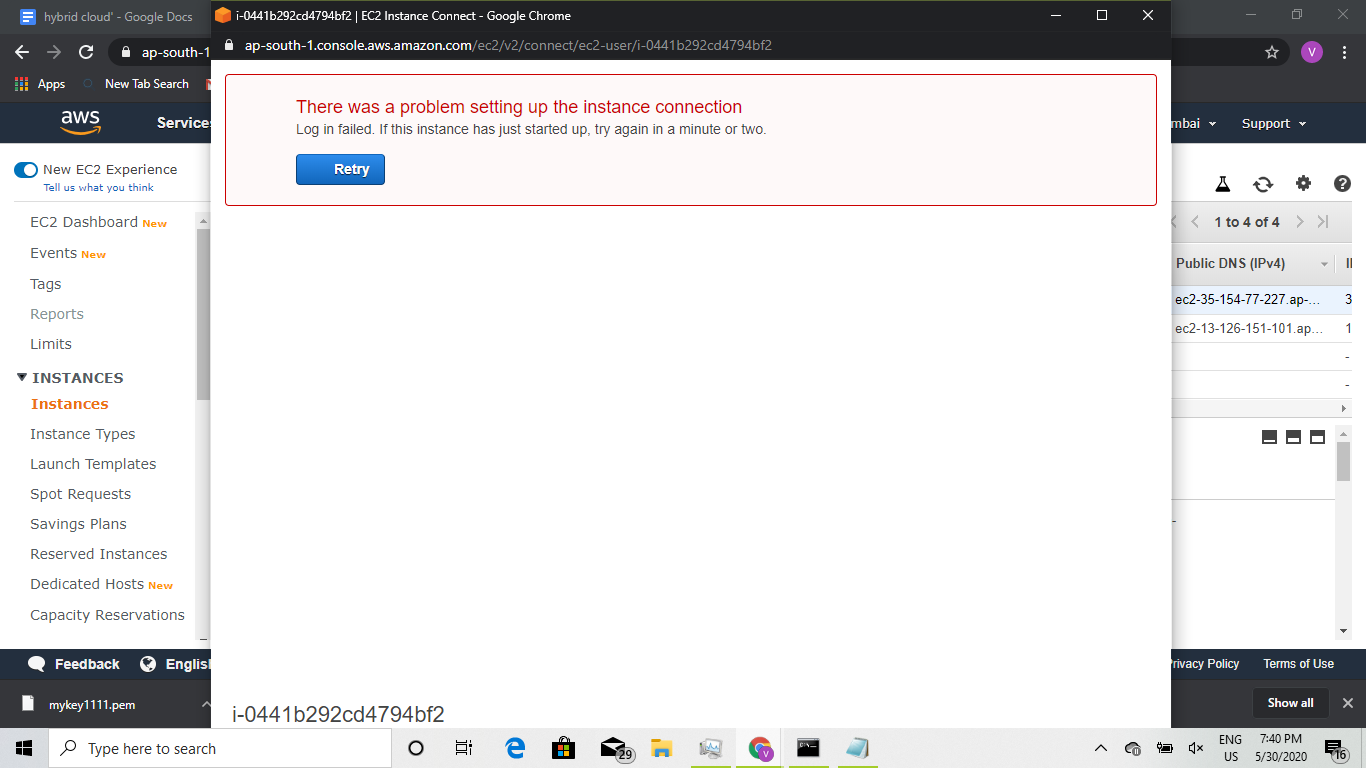 hybrid cloud' - Google Docs
i-0441b292cd4794bf2 | EC2 Instance Connect - Google Chrome
ap-south-1
ap-south-1.console.aws.amazon.com/ec2/v2/connect/ec2-user/i-0441b292cd4794bf2
V
Apps
New Tab Search
There was a problem setting up the instance connection
Log in failed. If this instance has just started up, try again in a minute or two.
Retry
aws
Services
mbai
Support
New EC2 Experience
Tell us what you think
EC2 Dashboard New
Events New
Tags
Reports
Limits
INSTANCES
Instances
Instance Types
Launch Templates
Spot Requests
Savings Plans
Reserved Instances
Dedicated Hosts New
Capacity Reservations
1 to 4 of 4
Public DNS (IPv4)
ec2-35-154-77-227.ap-...
3
ec2-13-126-151-101.ap...
1
-
-
-
Feedback
English
Privacy Policy
Terms of Use
mykey1111.pem
Show all
i-0441b292cd4794bf2
Type here to search
29
V
ENG
US
7:40 PM
5/30/2020
16